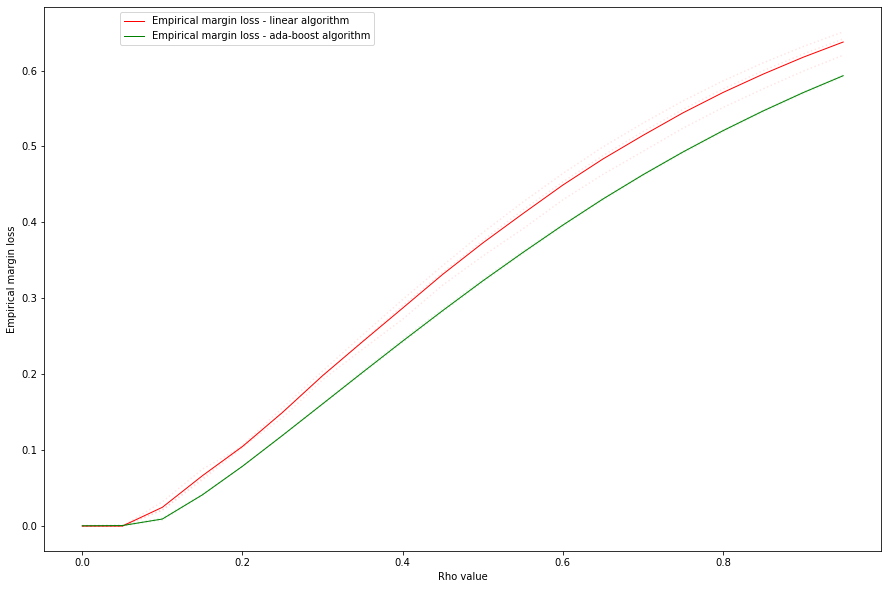 Empirical margin loss - linear algorithm
Empirical margin loss - ada-boost algorithm
Empirical margin loss
0.6
0.5
0.4
0.3
0.2
0.1
0.0
0.0 0.2 0.4 0.6 0.8
Rho value